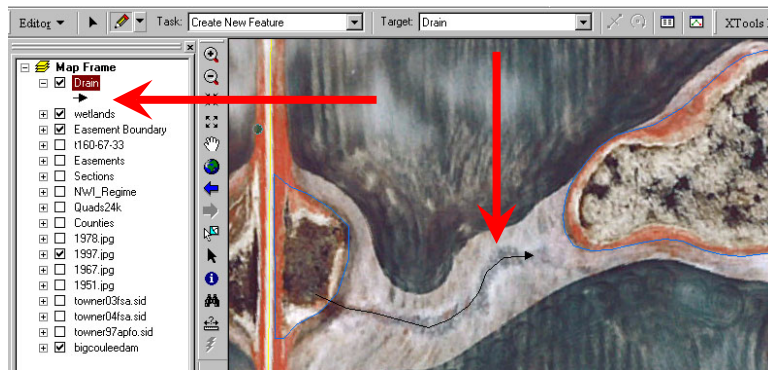 Editor Task: Create New Feature Target: Drain XTools
Map Frame
Drain
wetlands
Easement Boundary
t160-67-33
Easements
Sections
NWI_Regime
Quads24k
Counties
1978.jpg
1997.jpg
1967.jpg
1951.jpg
towner03fsa.sid
towner04fsa.sid
towner97apfo.sid
bigcouleedam